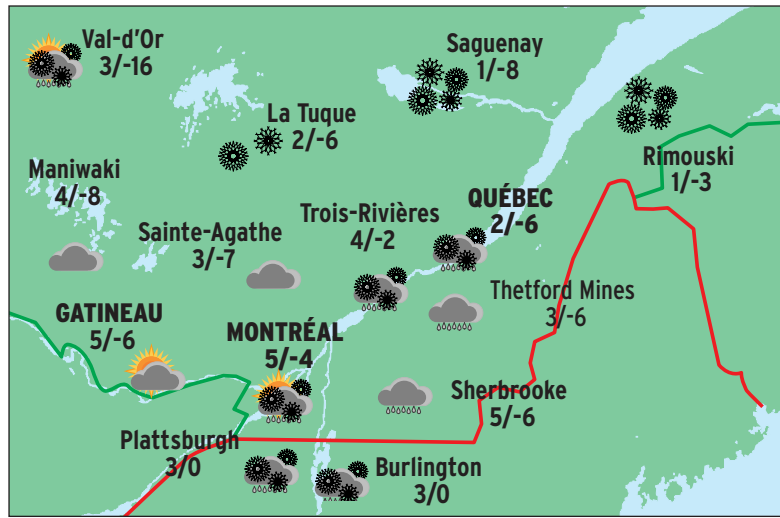 Val-d'Or
3/-16
Saguenay
1/-8
La Tuque
2/-6
Rimouski
1/-3
Maniwaki
4/-8
QUÉBEC
2/-6
Trois-Rivières
4/-2
Sainte-Agathe
3/-7
Thetford Mines
3/-6
GATINEAU
5/-6
MONTRÉAL
5/-4
Sherbrooke
5/-6
Plattsburgh
3/0
Burlington
3/0